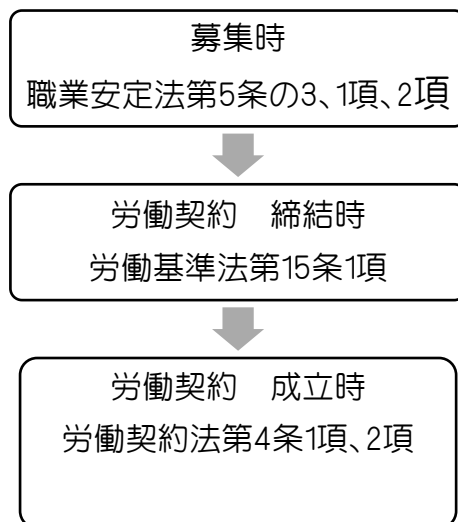 募集時
職業安定法第5条の3、1項、2項
労働契約　締結時
労働基準法第15条1項
労働契約　成立時
労働契約法第4条1項、2項